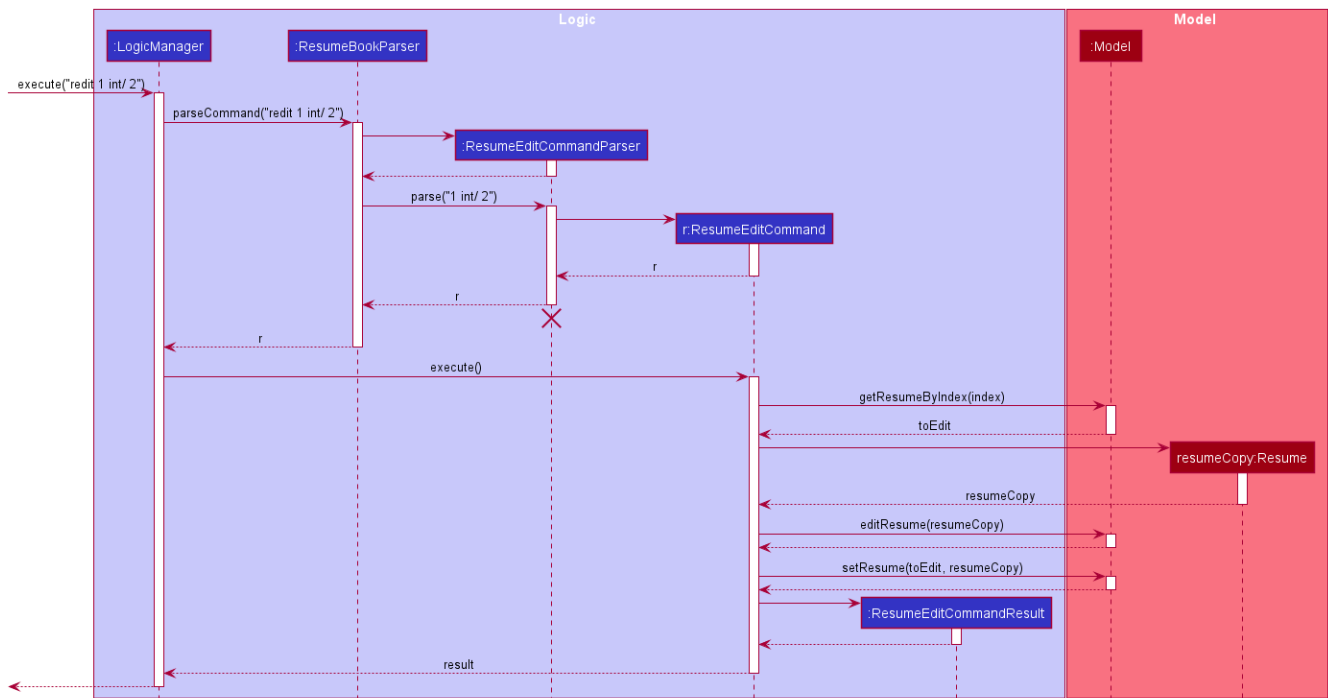 Logic
Model
:LogicManager
:ResumeBookParser
:Model
execute("redit 1 int/ 2")
parseCommand("redit 1 int/ 2")
:ResumeEditCommandParser
parse("1 int/ 2")
r:ResumeEditCommand
r
r
r
execute()
getResumeByIndex(index)
toEdit
resumeCopy:Resume
resumeCopy
editResume(resumeCopy)
setResume(toEdit, resumeCopy)
:ResumeEditCommandResult
result